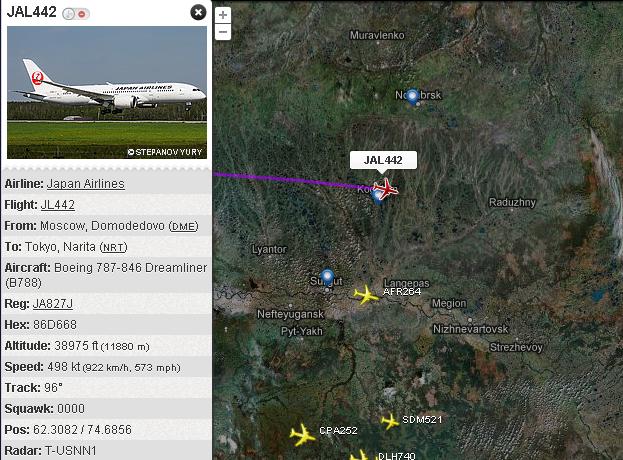 JAL442
JAPAN AIRLINES
© STEPANOV YURY
Airline: Japan Airlines
Flight: JL442
From: Moscow, Domodedovo (DME)
To: Tokyo, Narita (NRT)
Aircraft: Boeing 787-846 Dreamliner
(B788)
Reg: JA827J
Hex: 86D668
Altitude: 38975 ft (11880 m)
Speed: 498 kt (922 km/h, 573 mph)
Track: 96°
Squawk: 0000
Pos: 62.3082 / 74.6856
Radar: T-USNN1
+
−
Muravlenko
JAL442
Raduzhny
Lyantor
Langepas
AFR264
Megion
Nefteyugansk
Nizhnevartovsk
Pyt-Yakh
Strezhevoy
SDM521
CPA252
DLH740